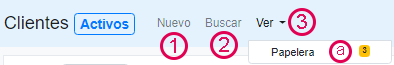 Clientes Activos Nuevo Buscar Ver
1 2 3
Papelera a 3